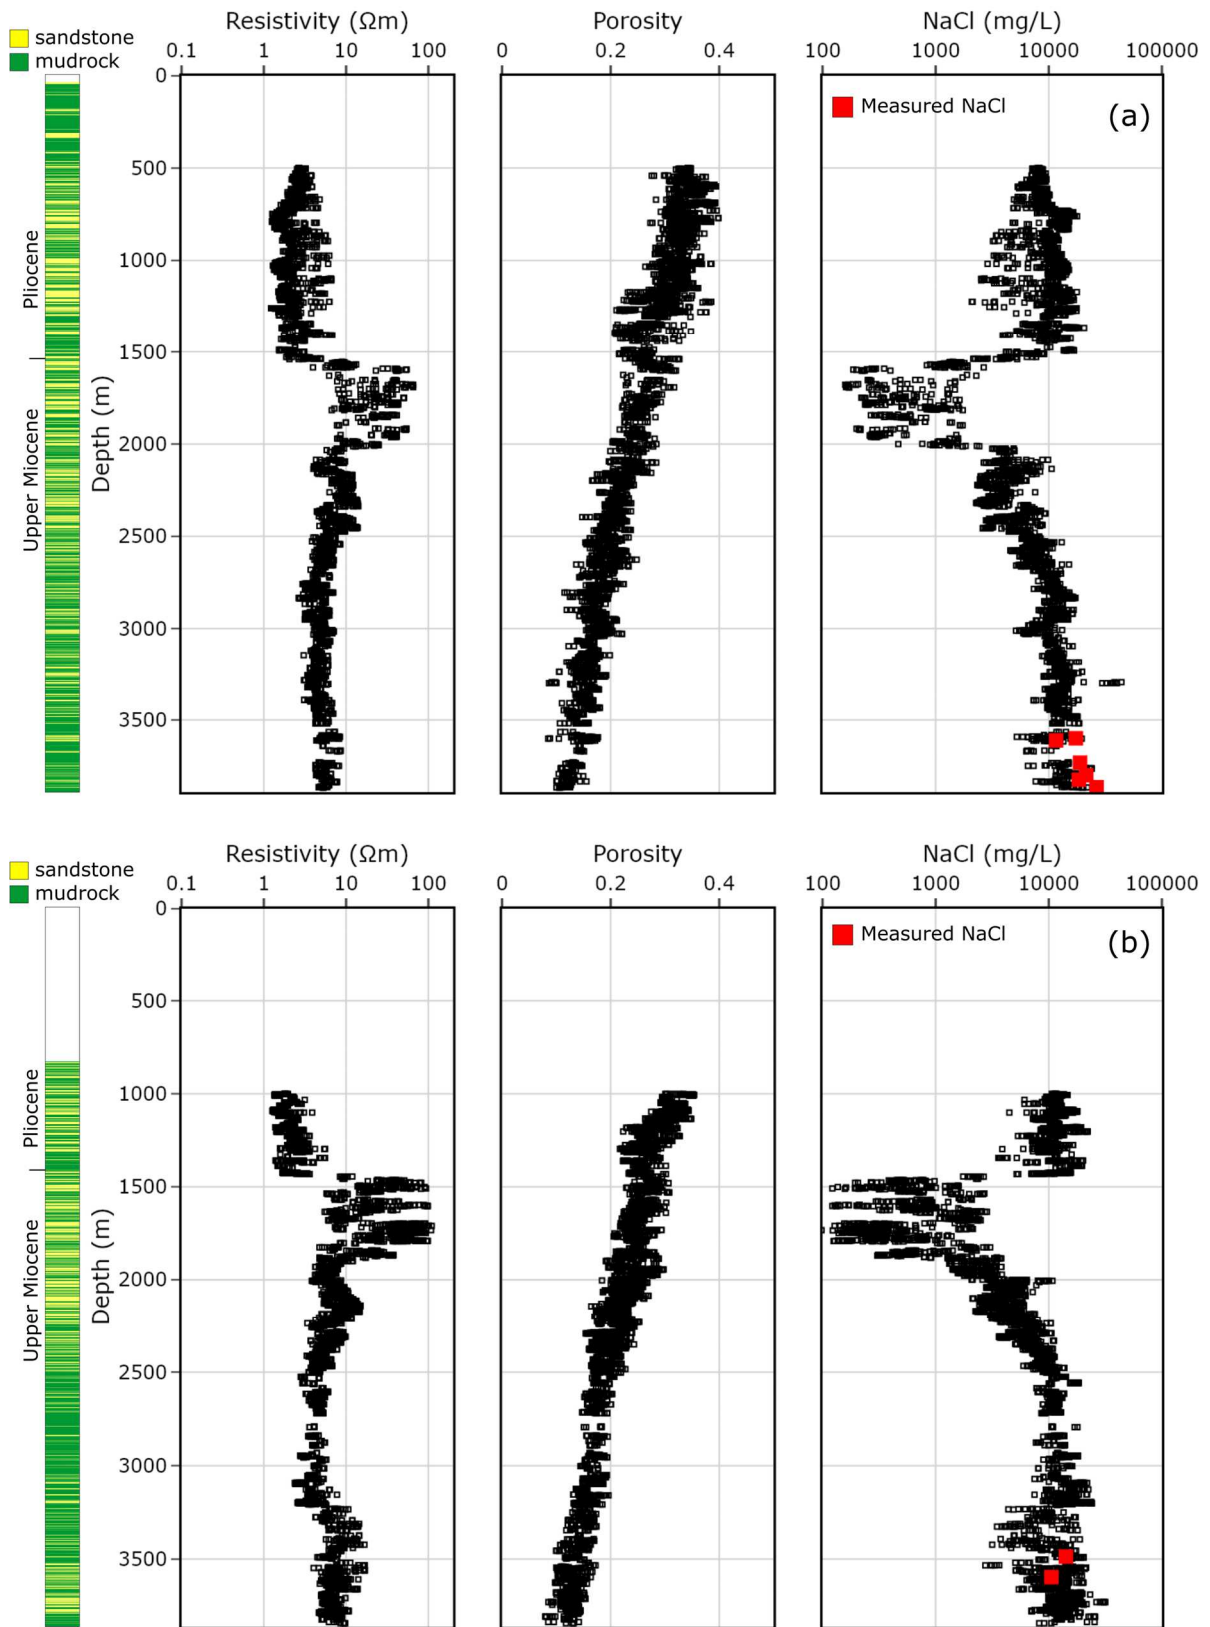 Resistivity (Ωm) Porosity NaCl (mg/L)
sandstone
mudrock
0.1 1 10 100 0 0.2 0.4 100 1000 10000 100000
0
Measured NaCl (a)
500
1000
1500
2000
2500
3000
3500
Pliocene
Upper Miocene
Depth (m)
Resistivity (Ωm) Porosity NaCl (mg/L)
sandstone
mudrock
0.1 1 10 100 0 0.2 0.4 100 1000 10000 100000
0
Measured NaCl (b)
500
1000
1500
2000
2500
3000
3500
Pliocene
Upper Miocene
Depth (m)